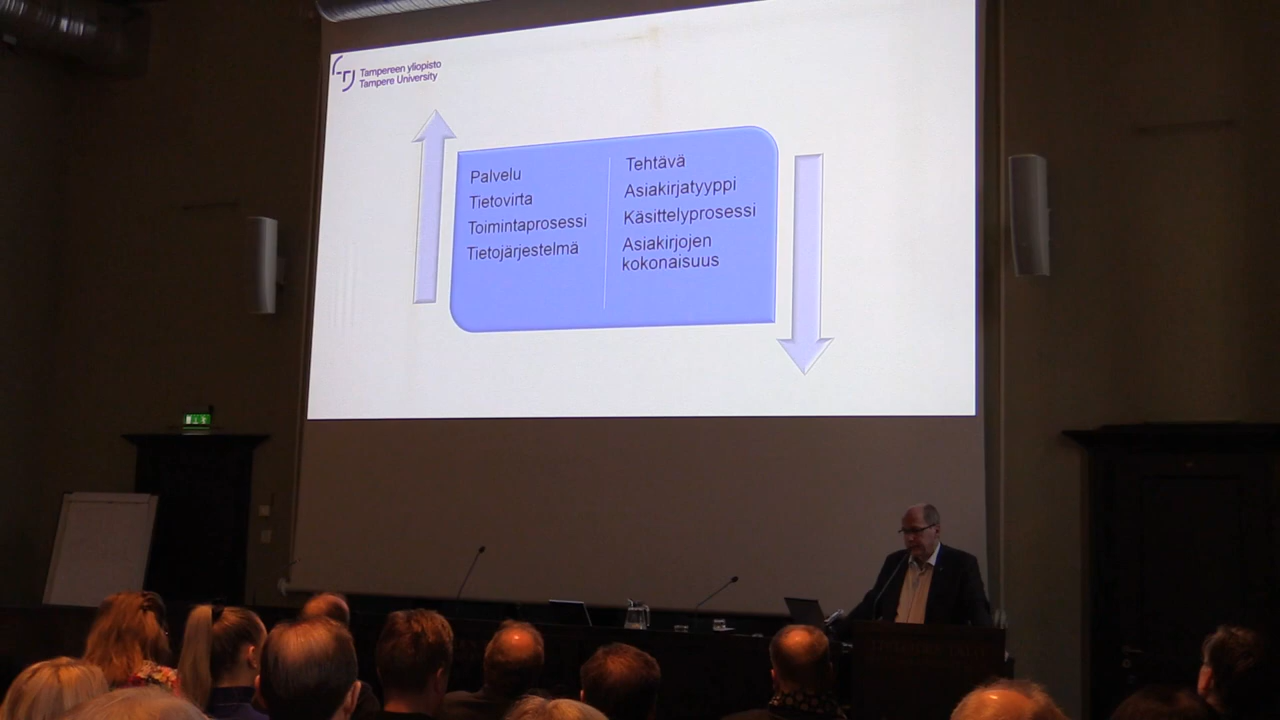 Tampereen yliopisto
Tampere University
Palvelu
Tietovirta
Toimintaprosessi
Tietojärjestelmä
Tehtävä
Asiakirjatyyppi
Käsittelyprosessi
Asiakirjojen
kokonaisuus